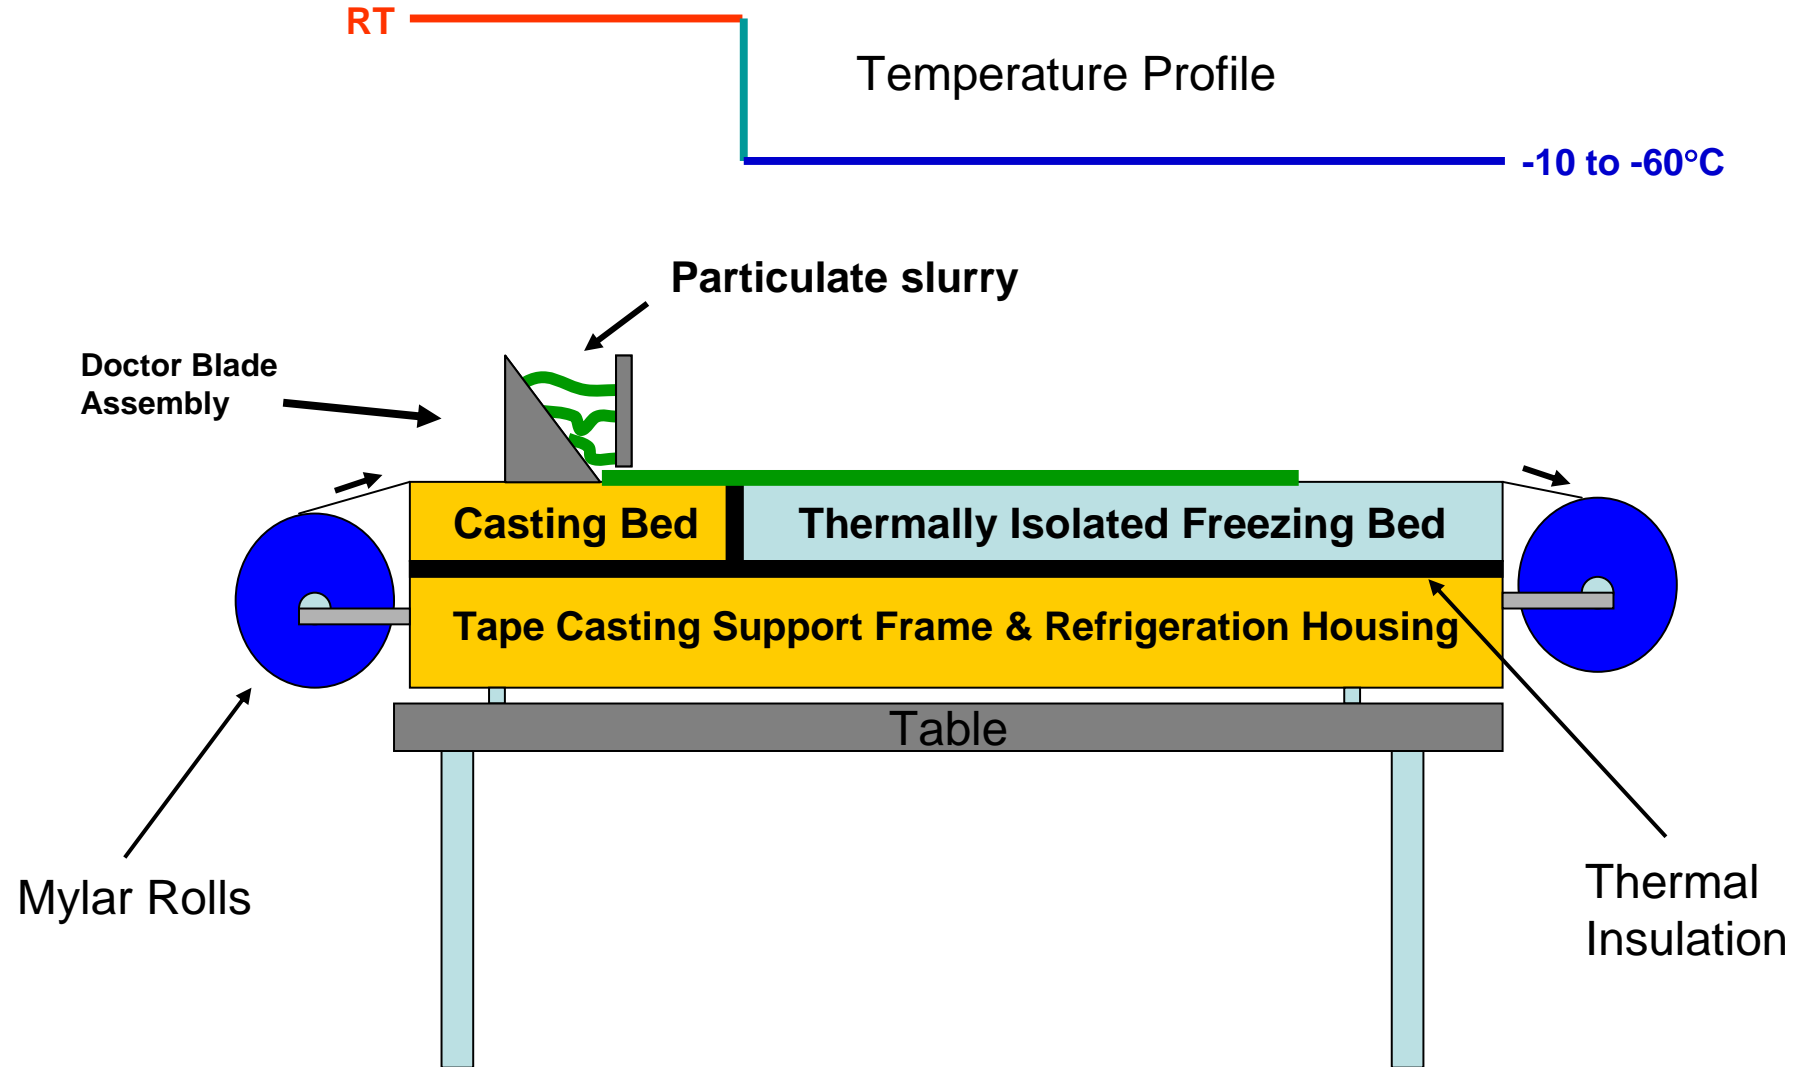 RT
Temperature Profile
-10 to -60°C
Particulate slurry
Doctor Blade
Assembly
Casting Bed
Thermally Isolated Freezing Bed
Tape Casting Support Frame & Refrigeration Housing
Table
Mylar Rolls
Thermal
Insulation